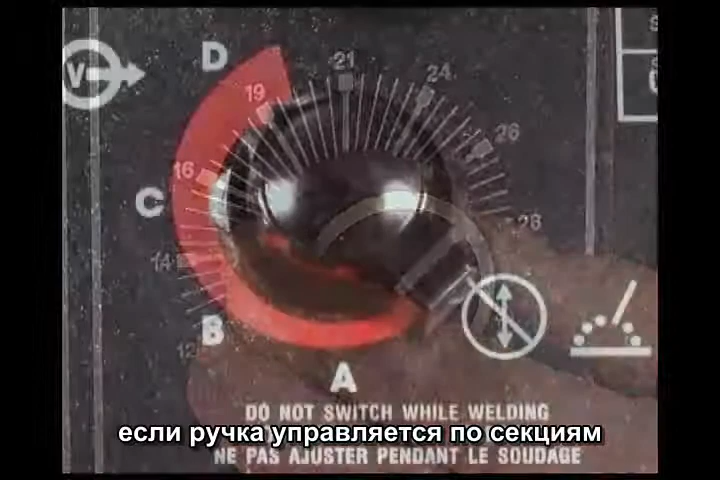 D
21
24
V
19
26
16
C
28
14
B
12
A
DO NOT SWITCH WHILE WELDING
если ручка управляется по секциям
NE PAS AJUSTER PENDANT LE SOUDAGE